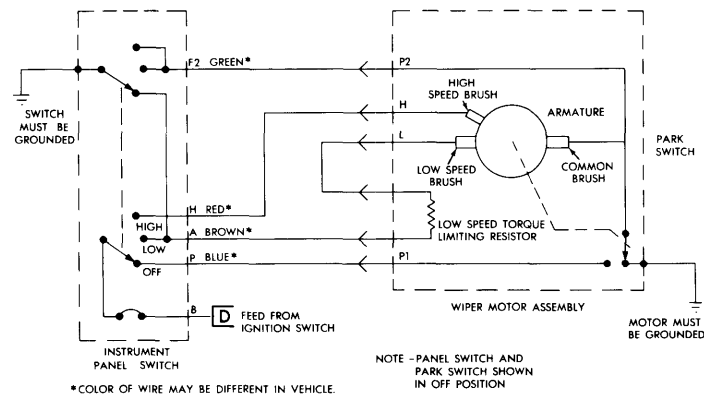 F2 GREEN*
P2
HIGH
SPEED BRUSH
H
ARMATURE
SWITCH
MUST BE
GROUNDED
L
PARK
SWITCH
LOW SPEED
BRUSH
COMMON
BRUSH
H RED*
HIGH
A BROWN*
LOW SPEED TORQUE
LIMITING RESISTOR
LOW
P BLUE*
P1
OFF
B
D FEED FROM
IGNITION SWITCH
WIPER MOTOR ASSEMBLY
MOTOR MUST
BE GROUNDED
INSTRUMENT
PANEL SWITCH
NOTE - PANEL SWITCH AND
PARK SWITCH SHOWN
IN OFF POSITION
*COLOR OF WIRE MAY BE DIFFERENT IN VEHICLE.